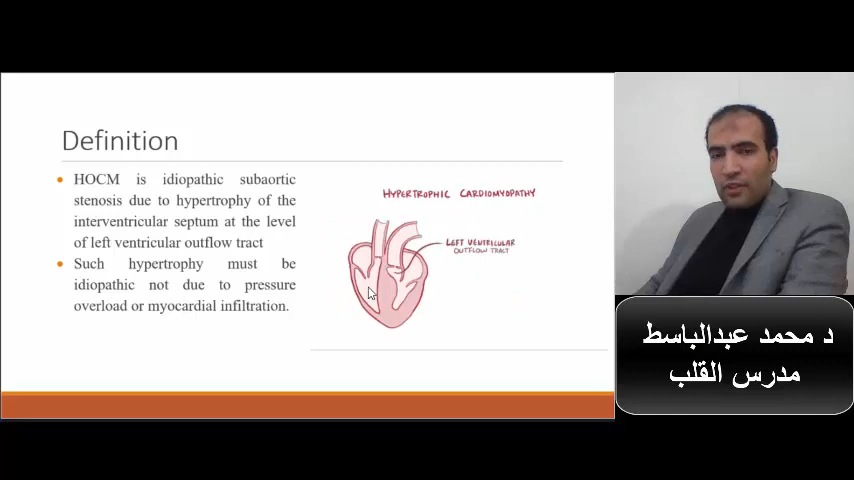 Definition
HOCM is idiopathic subaortic
stenosis due to hypertrophy of the
interventricular septum at the level
of left ventricular outflow tract
Such hypertrophy must be
idiopathic not due to pressure
overload or myocardial infiltration.
HYPERTROPHIC CARDIOMYOPATHY
LEFT VENTRICULAR
OUTFLOW TRACT
د محمد عبدالباسط
مدرس القلب